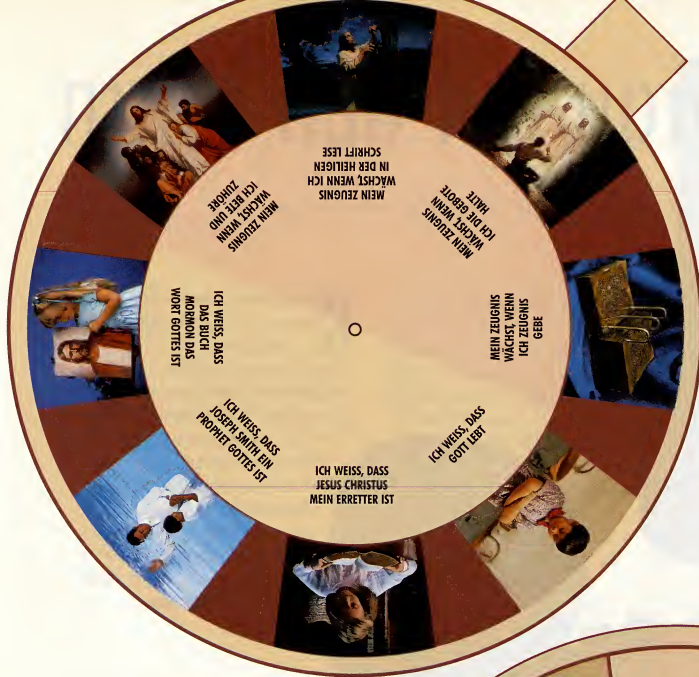 ICH WEISS, DASS
JESUS CHRISTUS
MEIN ERRETTER IST
ICH WEISS, DASS
JOSEPH SMITH EIN
PROPHET GOTTES IST
ICH WEISS, DASS
DAS BUCH
MORMON DAS
WORT GOTTES IST
MEIN ZEUGNIS
WÄCHST, WENN
ICH BETE UND
ZUHÖR
MEIN ZEUGNIS
WÄCHST, WENN ICH
IN DER HEILIGEN
SCHRIFT LESE
MEIN ZEUGNIS
WÄCHST, WENN
ICH DIE GEBOTE
HALTE
MEIN ZEUGNIS
WÄCHST, WENN
ICH ZEUGNIS
GEBE
ICH WEISS, DASS
GOTT LEBT